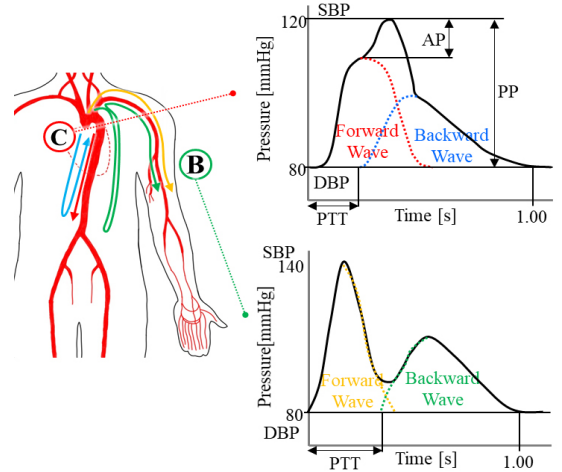 C
B
SBP
120
AP
PP
Pressure [mmHg]
Forward
Wave
Backward
Wave
80
DBP
PTT
Time [s]
1.00
SBP
140
Pressure[mmHg]
Forward
Wave
Backward
Wave
80
DBP
PTT
Time [s]
1.00